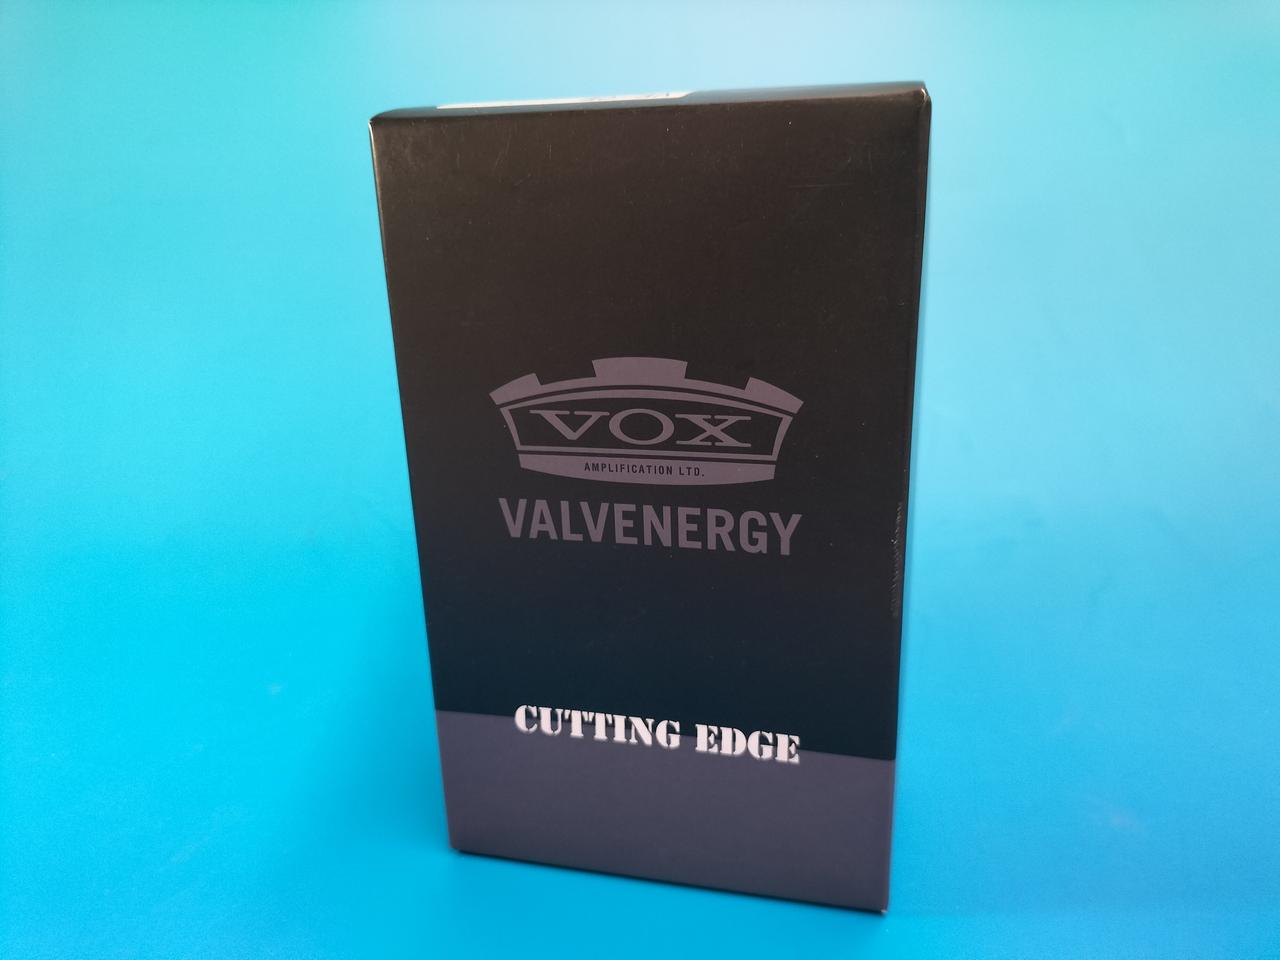 VOX
AMPLIFICATION LTD.
VALVENERGY
CUTTING EDGE